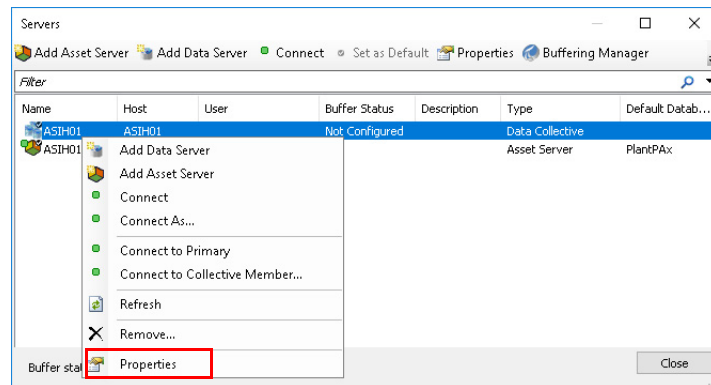 Servers
Add Asset Server Add Data Server Connect Set as Default Properties Buffering Manager
Filter
Name Host User Buffer Status Description Type Default Datab...
ASIH01 ASIH01 Not Configured Data Collective
ASIH01 Asset Server PlantPAx
Add Data Server
Add Asset Server
Connect
Connect As...
Connect to Primary
Connect to Collective Member...
Refresh
Remove...
Properties
Buffer sta
Close